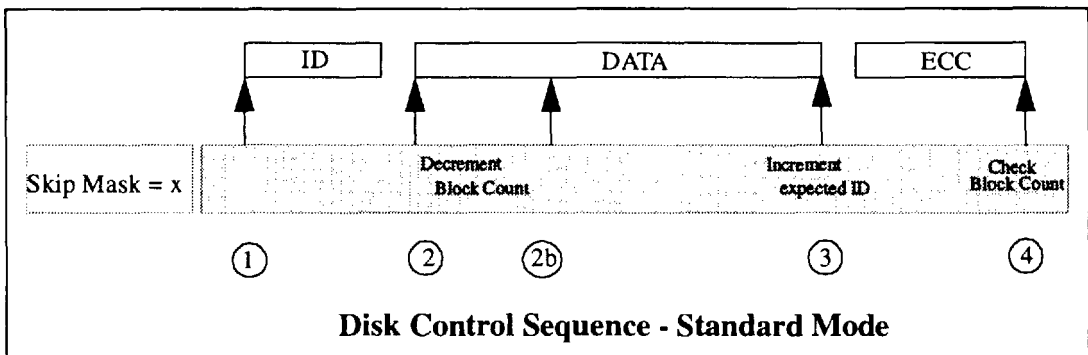 ID DATA ECC
Skip Mask = x
Decrement
Block Count
Increment
expected ID
Check
Block Count
1 2 2b 3 4
Disk Control Sequence - Standard Mode